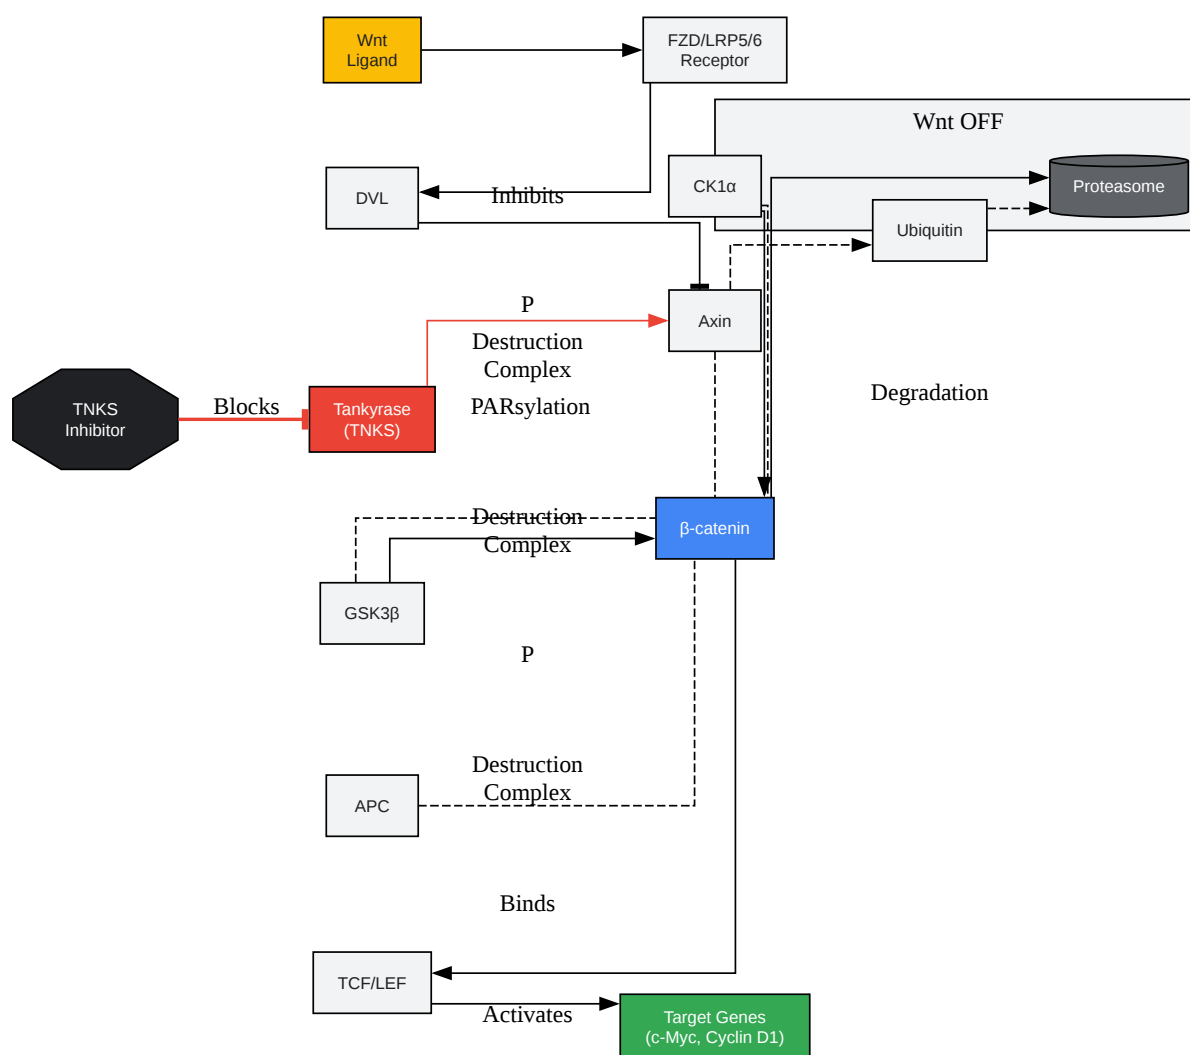 Wnt
Ligand
FZD/LRP5/6
Receptor
Wnt OFF
CK1α
Proteasome
DVL
Inhibits
Ubiquitin
P
Axin
Destruction
Complex
TNKS
Inhibitor
Blocks
Tankyrase
(TNKS)
PARsylation
Degradation
Destruction
Complex
β-catenin
GSK3β
P
Destruction
Complex
APC
Binds
TCF/LEF
Activates
Target Genes
(c-Myc, Cyclin D1)